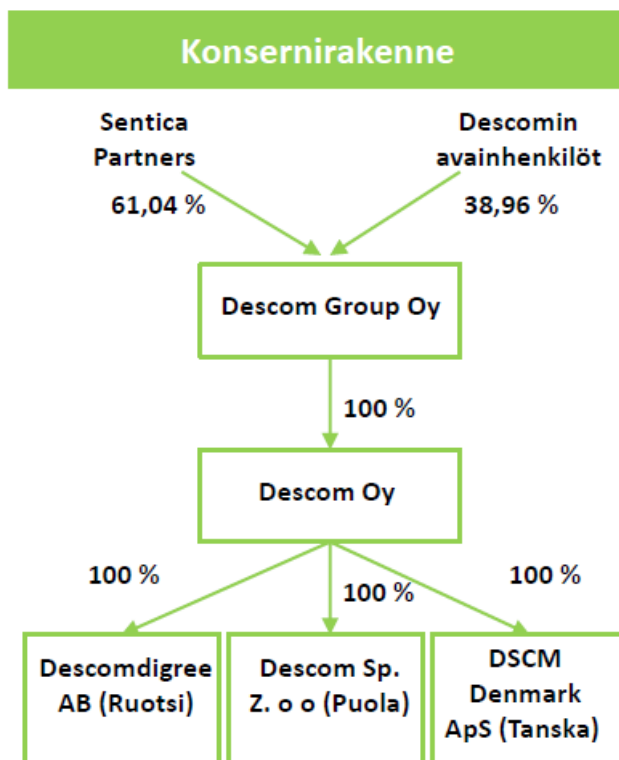 Konsernirakenne
Sentica
Partners
Descomin
avainhenkilöt
61,04 %
38,96 %
Descom Group Oy
100 %
Descom Oy
100 %
100 %
100 %
Descomdigree
AB (Ruotsi)
Descom Sp.
Z. o o (Puola)
DSCM
Denmark
ApS (Tanska)